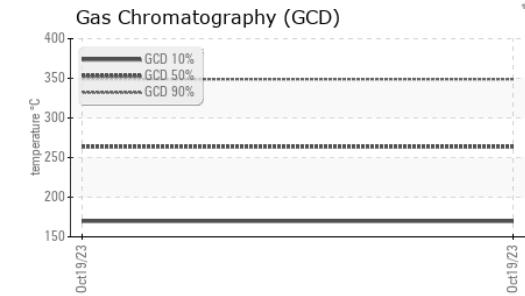 Gas Chromatography (GCD)
400
350
300
250
200
150
temperature °C
GCD 10%
GCD 50%
GCD 90%
Oct19/23
Oct19/23